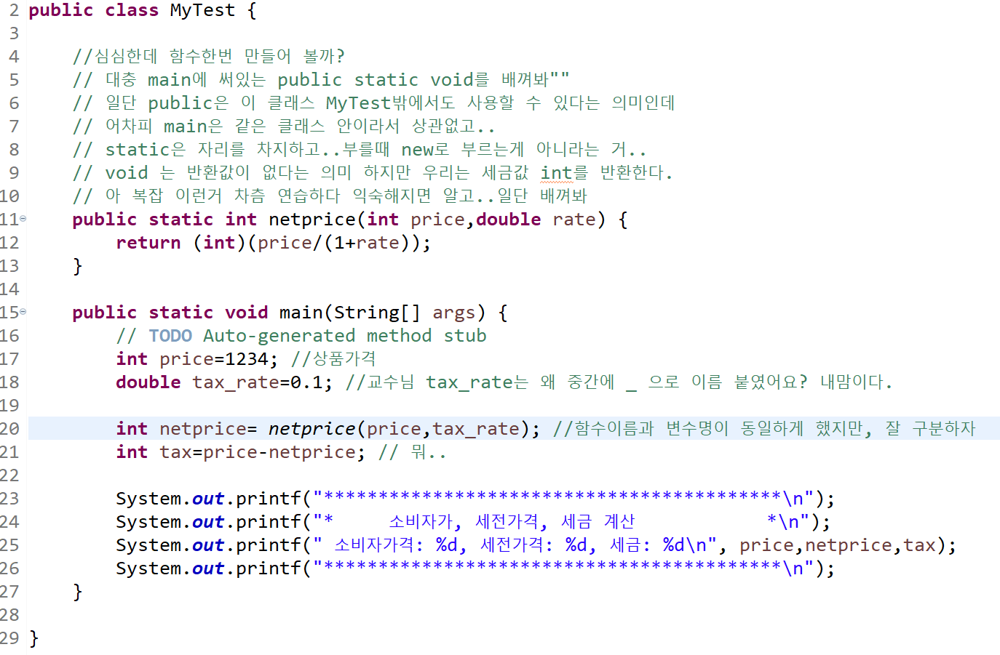 2 public class MyTest {
3
4 //심심한데 함수한번 만들어 볼까?
5 // 대충 main에 써있는 public static void를 배껴봐""
6 // 일단 public은 이 클래스 MyTest밖에서도 사용할 수 있다는 의미인데
7 // 어차피 main은 같은 클래스 안이라서 상관없고..
8 // static은 자리를 차지하고..부를때 new로 부르는게 아니라는 거..
9 // void 는 반환값이 없다는 의미 하지만 우리는 세금값 int를 반환한다.
10 // 아 복잡 이런거 차츰 연습하다 익숙해지면 알고..일단 배껴봐
11 public static int netprice(int price,double rate) {
12 return (int)(price/(1+rate));
13 }
14
15 public static void main(String[] args) {
16 // TODO Auto-generated method stub
17 int price=1234; //상품가격
18 double tax_rate=0.1; //교수님 tax_rate는 왜 중간에 _ 으로 이름 붙였어요? 내맘이다.
19
20 int netprice= netprice(price,tax_rate); //함수이름과 변수명이 동일하게 했지만, 잘 구분하자
21 int tax=price-netprice; // 뭐..
22
23 System.out.printf("******************************************\n");
24 System.out.printf("*     소비자가, 세전가격, 세금 계산            *\n");
25 System.out.printf(" 소비자가격: %d, 세전가격: %d, 세금: %d\n", price,netprice,tax);
26 System.out.printf("******************************************\n");
27 }
28
29 }